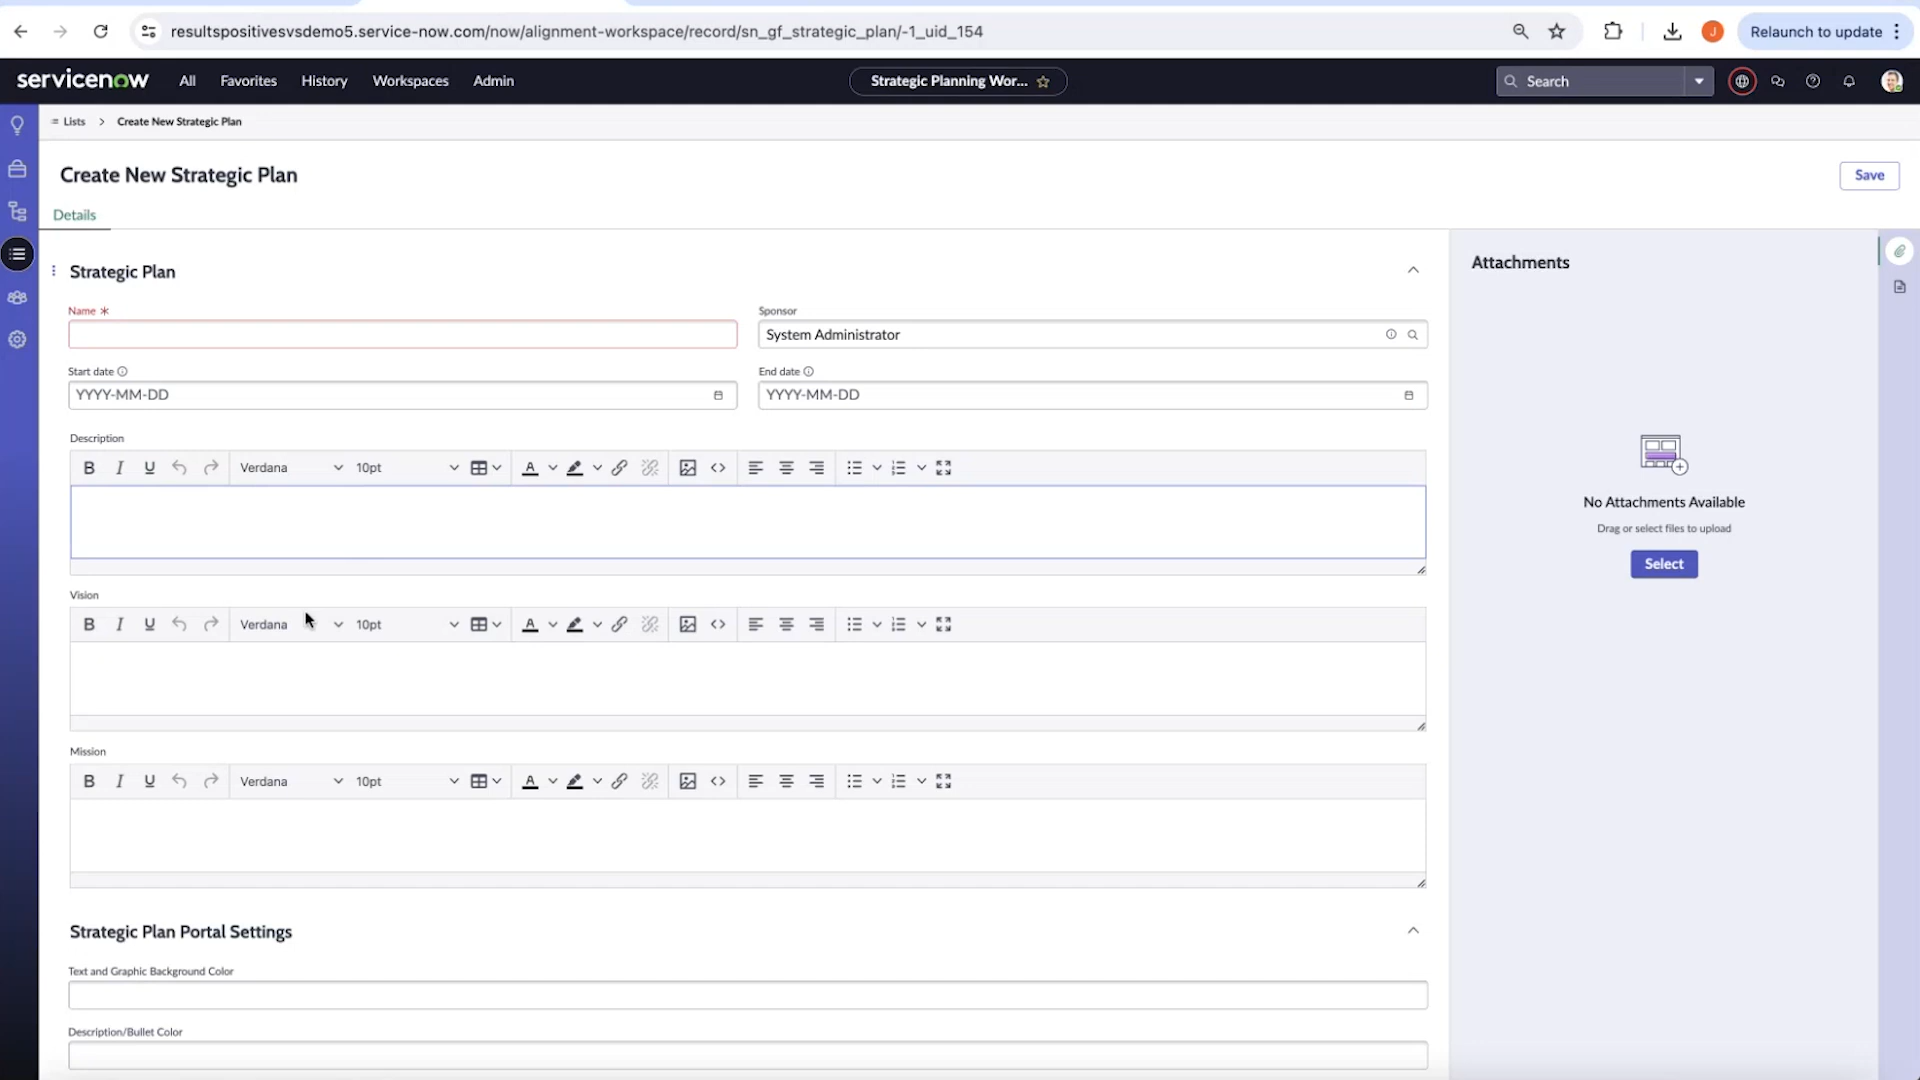 resultspositivesvsdemo5.service-now.com/now/alignment-workspace/record/sn_gf_strategic_plan/-1_uid_154
J
Relaunch to update
servicenow
All
Favorites
History
Workspaces
Admin
Strategic Planning Wor...
Search
Lists > Create New Strategic Plan
Create New Strategic Plan
Save
Details
Strategic Plan
Attachments
Name *
Sponsor
System Administrator
Start date
End date
YYYY-MM-DD
YYYY-MM-DD
Description
B I U Verdana 10pt A
No Attachments Available
Drag or select files to upload
Select
Vision
B I U Verdana 10pt A
Mission
B I U Verdana 10pt A
Strategic Plan Portal Settings
Text and Graphic Background Color
Description/Bullet Color